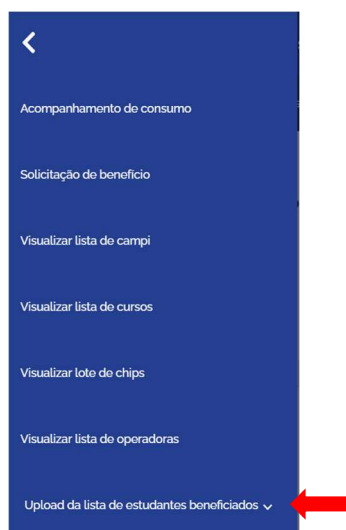 Acompanhamento de consumo
Solicitação de benefício
Visualizar lista de campi
Visualizar lista de cursos
Visualizar lote de chips
Visualizar lista de operadoras
Upload da lista de estudantes beneficiados